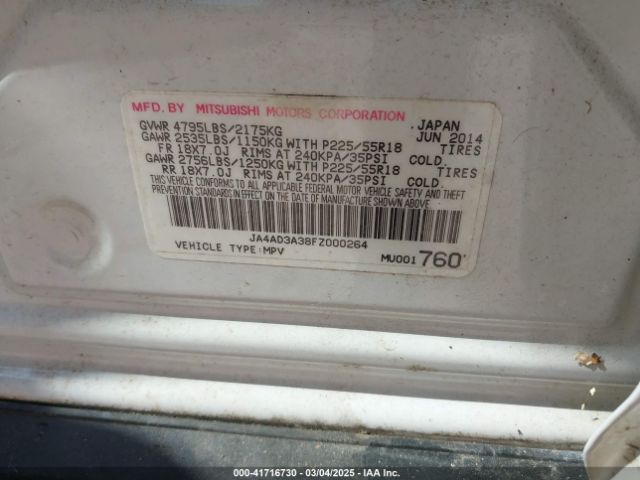 MFD. BY MITSUBISHI MOTORS CORPORATION
GVWR 4795LBS/2175KG JAPAN JUN 2014
GAWR 2535LBS/1150KG WITH P225/55R18 TIRES
FR 18X7.0J RIMS AT 240KPA/35PSI COLD.
GAWR 2756LBS/1250KG WITH P225/55R18 TIRES
RR 18X7.0J RIMS AT 240KPA/35PSI COLD.
THIS VEHICLE CONFORMS TO ALL APPLICABLE FEDERAL MOTOR VEHICLE SAFETY AND THEFT
PREVENTION STANDARDS IN EFFECT ON THE DATE OF MANUFACTURE SHOWN ABOVE.
JA4AD3A38FZ000264
VEHICLE TYPE:MPV MU001760
000-41716730 - 03/04/2025 - IAA Inc.